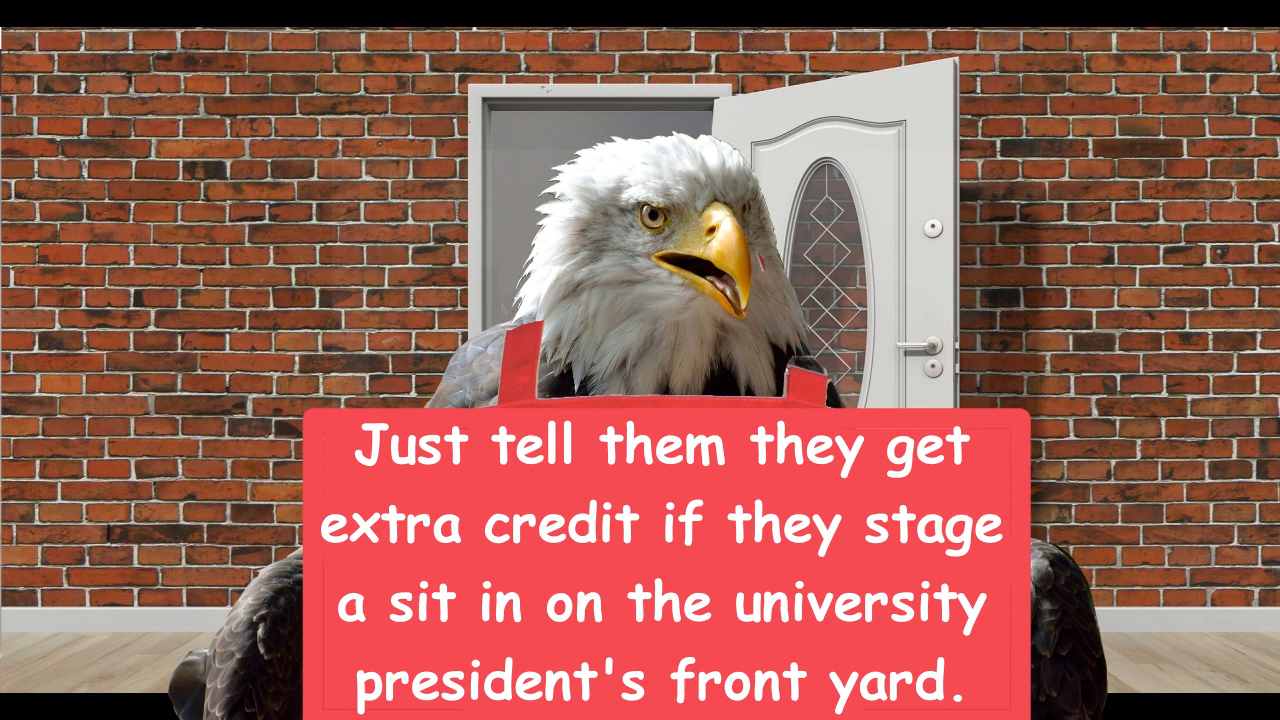 Just tell them they get
extra credit if they stage
a sit in on the university
president's front yard.